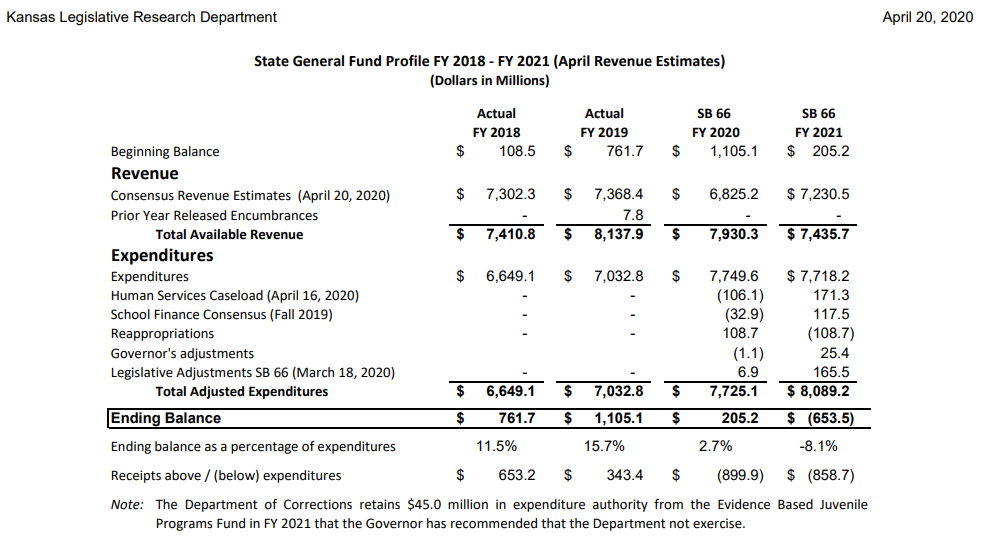 Kansas Legislative Research Department April 20, 2020
State General Fund Profile FY 2018 - FY 2021 (April Revenue Estimates)
(Dollars in Millions)
Actual Actual SB 66 SB 66
FY 2018 FY 2019 FY 2020 FY 2021
Beginning Balance $ 108.5 $ 761.7 $ 1,105.1 $ 205.2
Revenue
Consensus Revenue Estimates (April 20, 2020) $ 7,302.3 $ 7,368.4 $ 6,825.2 $ 7,230.5
Prior Year Released Encumbrances - 7.8 - -
Total Available Revenue $ 7,410.8 $ 8,137.9 $ 7,930.3 $ 7,435.7
Expenditures
Expenditures $ 6,649.1 $ 7,032.8 $ 7,749.6 $ 7,718.2
Human Services Caseload (April 16, 2020) - - (106.1) 171.3
School Finance Consensus (Fall 2019) - - (32.9) 117.5
Reappropriations - - 108.7 (108.7)
Governor's adjustments (1.1) 25.4
Legislative Adjustments SB 66 (March 18, 2020) - - 6.9 165.5
Total Adjusted Expenditures $ 6,649.1 $ 7,032.8 $ 7,725.1 $ 8,089.2
Ending Balance $ 761.7 $ 1,105.1 $ 205.2 $ (653.5)
Ending balance as a percentage of expenditures 11.5% 15.7% 2.7% -8.1%
Receipts above / (below) expenditures $ 653.2 $ 343.4 $ (899.9) $ (858.7)
Note: The Department of Corrections retains $45.0 million in expenditure authority from the Evidence Based Juvenile
Programs Fund in FY 2021 that the Governor has recommended that the Department not exercise.